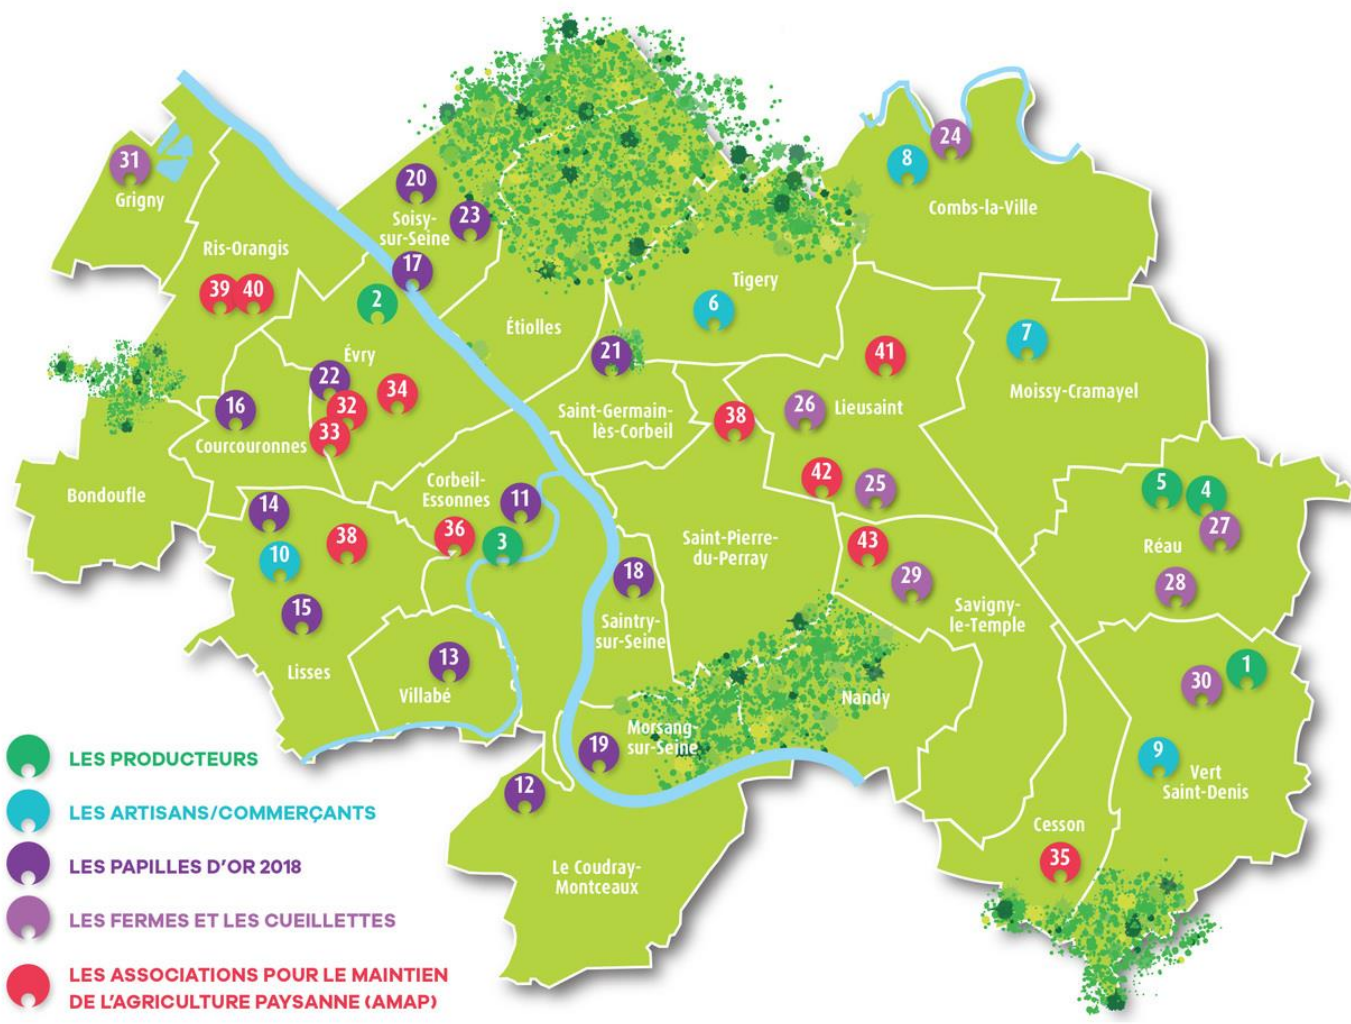 24
8
31
Grigny
20
Combs-la-Ville
23
Soisy-
sur-Seine
Ris-Orangis
17
Tigery
39
40
2
6
Étiolles
7
21
Évry
41
22
34
Moissy-Cramayel
16
32
26
Lieusaint
Saint-Germain-
lès-Corbeil
38
33
Courcouronnes
Corbeil-
Essonnes
42
25
5
4
Bondoufle
11
14
36
27
38
3
Saint-Pierre-
du-Perray
43
Réau
10
18
29
28
15
Saintry-
sur-Seine
Savigny-
le-Temple
13
1
Lisses
30
Villabé
Nandy
Morsang-
sur-Seine
19
9
Vert
Saint-Denis
12
Cesson
35
Le Coudray-
Montceaux
LES PRODUCTEURS
LES ARTISANS/COMMERÇANTS
LES PAPILLES D'OR 2018
LES FERMES ET LES CUEILLETTES
LES ASSOCIATIONS POUR LE MAINTIEN
DE L'AGRICULTURE PAYSANNE (AMAP)